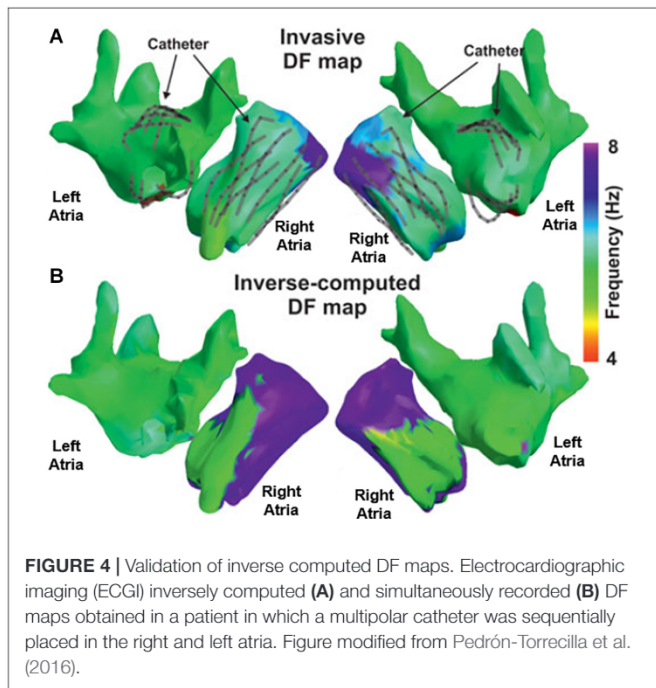 A
Catheter
Invasive
DF map
Catheter
Left
Atria
Right
Atria
Right
Atria
Left
Atria
8
Frequency (Hz)
4
B
Inverse-computed
DF map
Left
Atria
Right
Atria
Right
Atria
Left
Atria
FIGURE 4 | Validation of inverse computed DF maps. Electrocardiographic
imaging (ECGI) inversely computed (A) and simultaneously recorded (B) DF
maps obtained in a patient in which a multipolar catheter was sequentially
placed in the right and left atria. Figure modified from Pedrón-Torrecilla et al.
(2016).